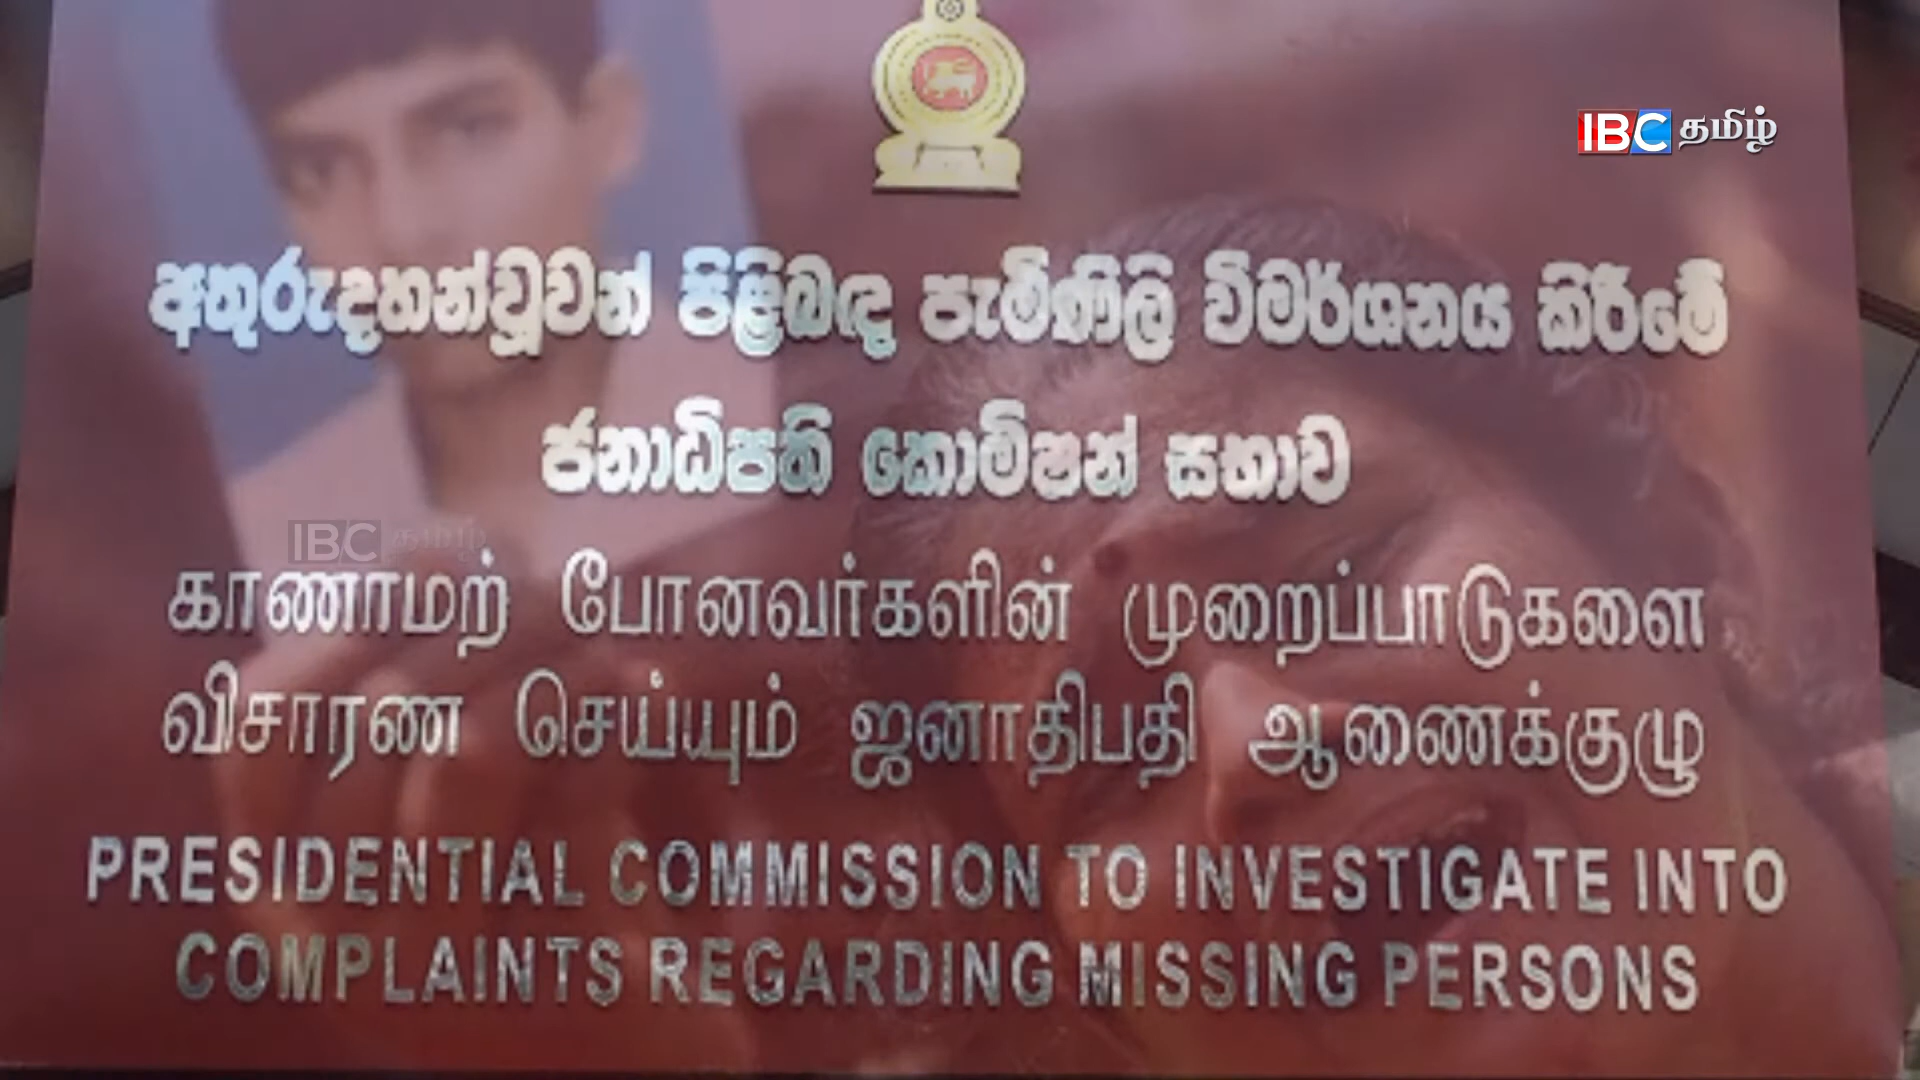 IBC தமிழ்
අතුරුදහන්වූවන් පිළිබඳ පැමිණිලි විමර්ශනය කිරීමේ
ජනාධිපති කොමිෂන් සභාව
IBC தமிழ்
காணாமற் போனவர்களின் முறைப்பாடுகளை
விசாரண செய்யும் ஜனாதிபதி ஆணைக்குழு
PRESIDENTIAL COMMISSION TO INVESTIGATE INTO
COMPLAINTS REGARDING MISSING PERSONS